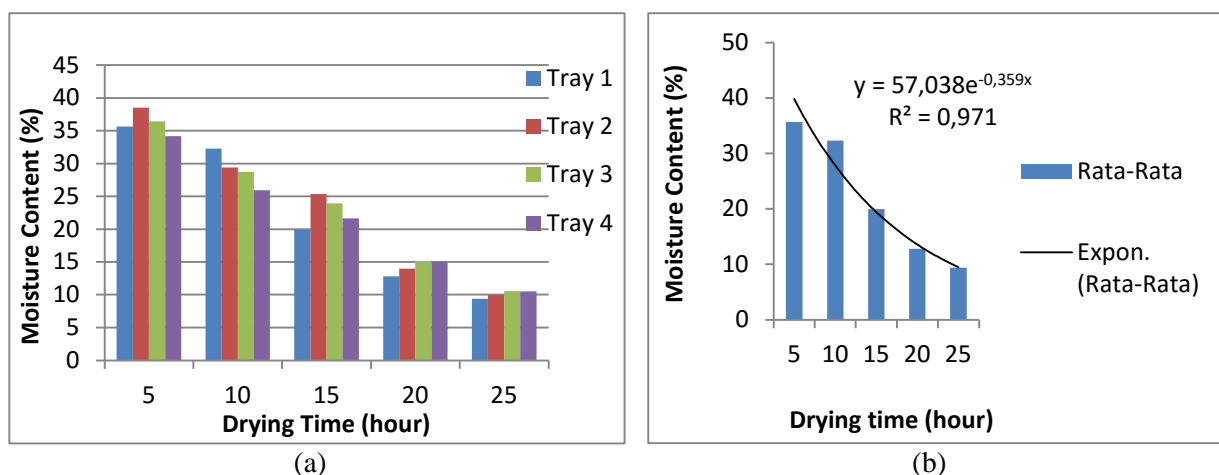 45
40
35
30
25
20
15
10
5
0
Moisture Content (%)
5 10 15 20 25
Drying Time (hour)
Tray 1
Tray 2
Tray 3
Tray 4
(a)
50
40
30
20
10
0
Moisture Content (%)
y = 57,038e-0,359x
R² = 0,971
5 10 15 20 25
Drying time (hour)
Rata-Rata
Expon.
(Rata-Rata)
(b)